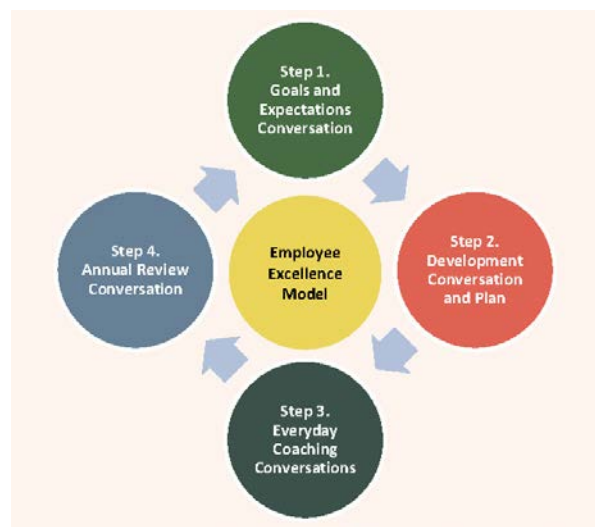 Step 1.
Goals and
Expectations
Conversation
Step 2.
Development
Conversation
and Plan
Step 3.
Everyday
Coaching
Conversations
Step 4.
Annual Review
Conversation
Employee
Excellence
Model